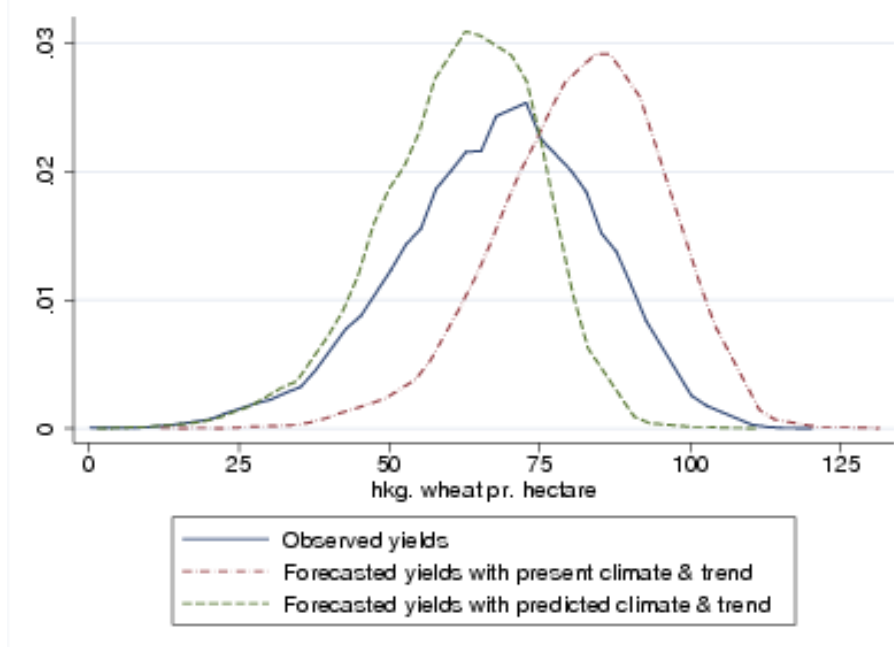 .03
.02
.01
0
0 25 50 75 100 125
hkg. wheat pr. hectare
Observed yields
Forecasted yields with present climate & trend
Forecasted yields with predicted climate & trend